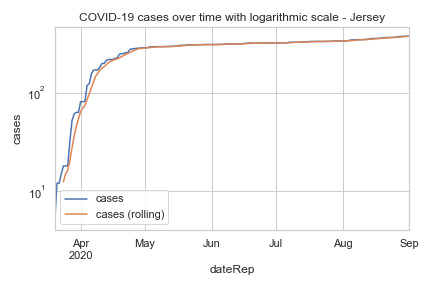 COVID-19 cases over time with logarithmic scale - Jersey
cases
10²
10¹
cases
cases (rolling)
Apr May Jun Jul Aug Sep
2020
dateRep